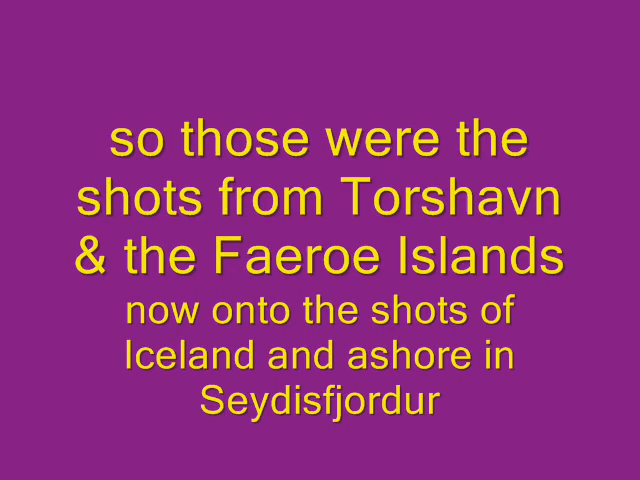 so those were the
shots from Torshavn
& the Faeroe Islands
now onto the shots of
Iceland and ashore in
Seydisfjordur